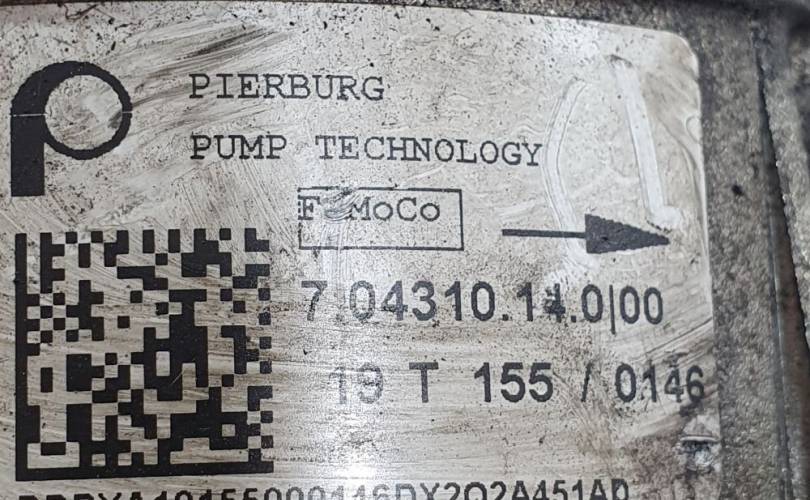 PIERBURG
PUMP TECHNOLOGY
FoMoCo
7.04310.14.0|00
19 T 155 / 0146